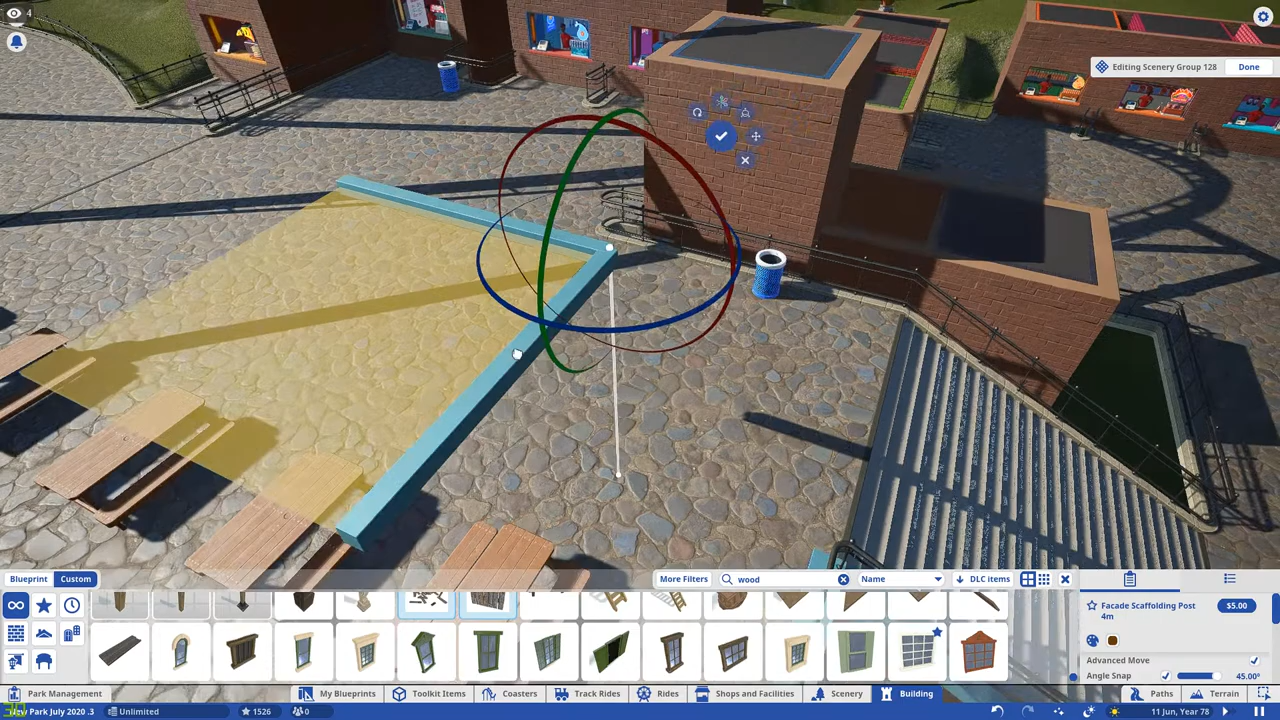 4
Editing Scenery Group 128
Done
Blueprint
Custom
More Filters
wood
Name
DLC items
Facade Scaffolding Post
4m
$5.00
Advanced Move
Angle Snap
45.00°
Park Management
My Blueprints
Toolkit Items
Coasters
Track Rides
Rides
Shops and Facilities
Scenery
Building
Paths
Terrain
New Park July 2020 .3
Unlimited
1526
0
11 Jun, Year 78